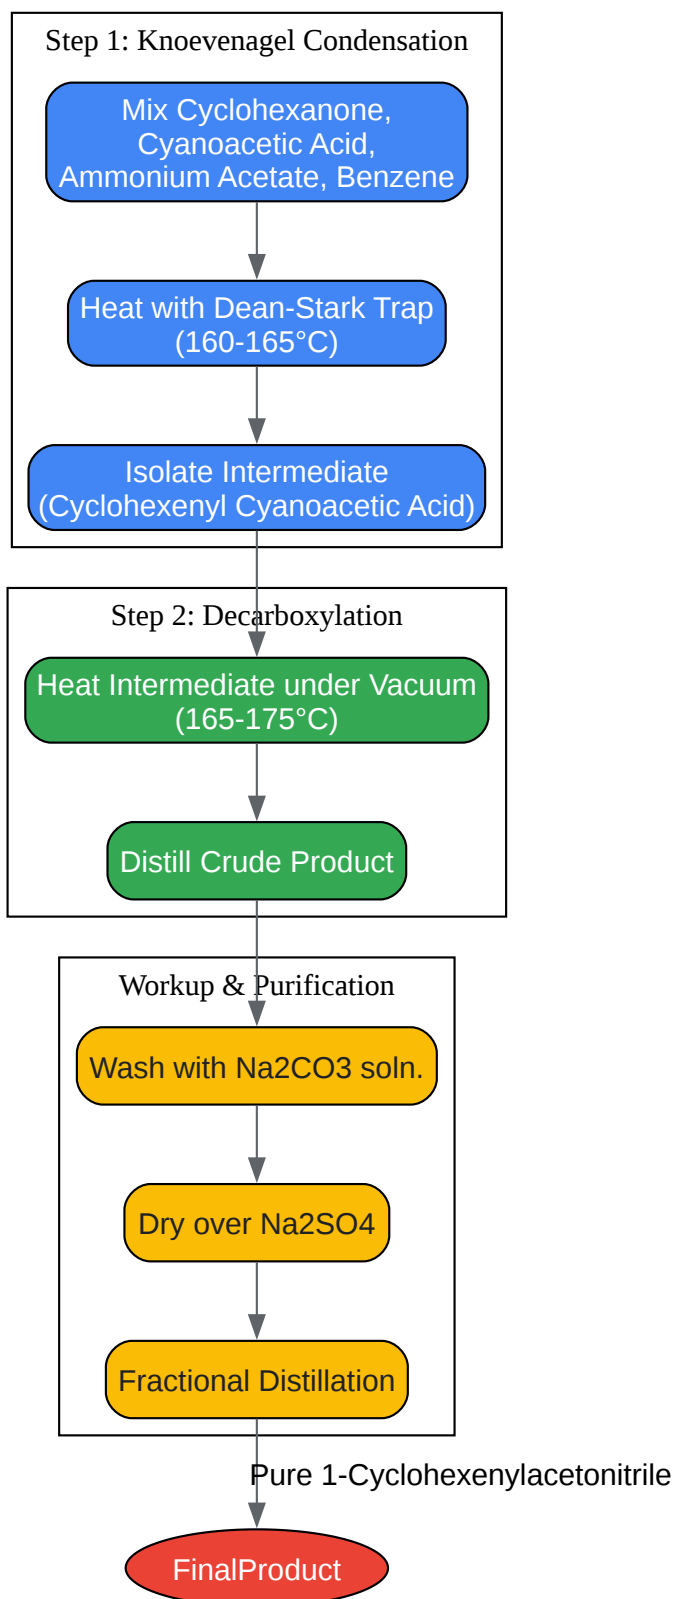 Step 1: Knoevenagel Condensation
Mix Cyclohexanone,
Cyanoacetic Acid,
Ammonium Acetate, Benzene
Heat with Dean-Stark Trap
(160-165°C)
Isolate Intermediate
(Cyclohexenyl Cyanoacetic Acid)
Step 2: Decarboxylation
Heat Intermediate under Vacuum
(165-175°C)
Distill Crude Product
Workup & Purification
Wash with Na2CO3 soln.
Dry over Na2SO4
Fractional Distillation
Pure 1-Cyclohexenylacetonitrile
FinalProduct